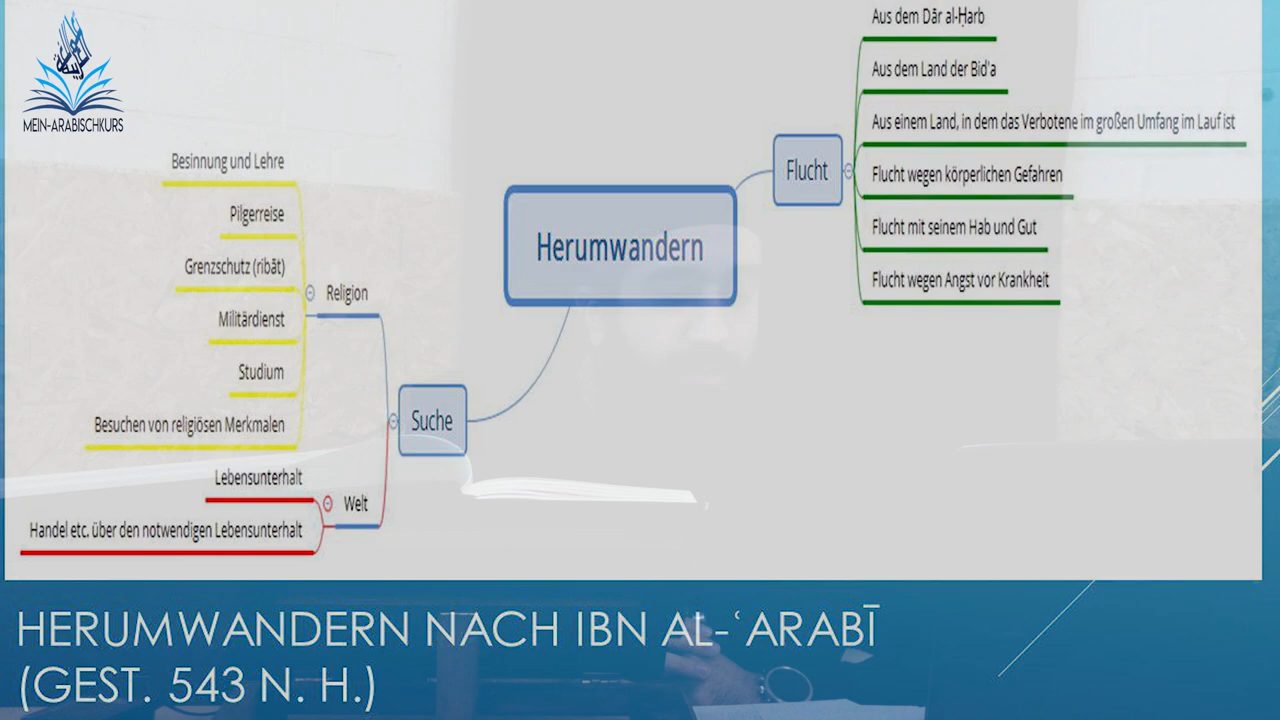 MEIN-ARABISCHKURS
Herumwandern
Flucht
Aus dem Dār al-Ḥarb
Aus dem Land der Bid'a
Aus einem Land, in dem das Verbotene im großen Umfang im Lauf ist
Flucht wegen körperlichen Gefahren
Flucht mit seinem Hab und Gut
Flucht wegen Angst vor Krankheit
Suche
Religion
Besinnung und Lehre
Pilgerreise
Grenzschutz (ribāt)
Militärdienst
Studium
Besuchen von religiösen Merkmalen
Welt
Lebensunterhalt
Handel etc. über den notwendigen Lebensunterhalt
HERUMWANDERN NACH IBN AL-ʿARABĪ
(GEST. 543 N. H.)